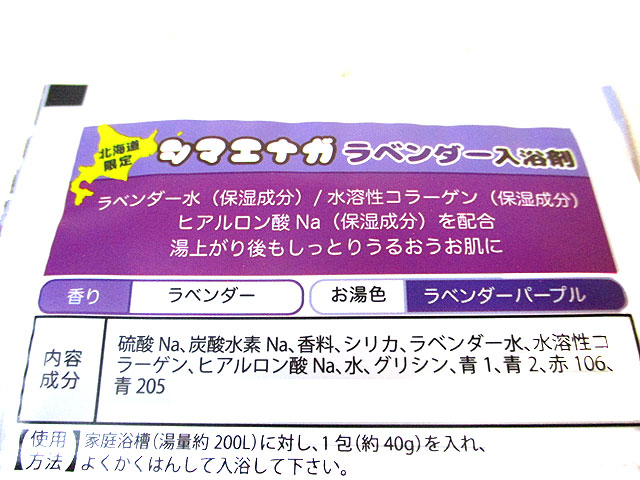 北海道
限定
シマエナガ ラベンダー入浴剤
ラベンダー水（保湿成分）/ 水溶性コラーゲン（保湿成分）
ヒアルロン酸 Na（保湿成分）を配合
湯上がり後もしっとりうるおうお肌に
香り ラベンダー お湯色 ラベンダーパープル
内容
成分
硫酸 Na、炭酸水素 Na、香料、シリカ、ラベンダー水、水溶性コ
ラーゲン、ヒアルロン酸 Na、水、グリシン、青 1、青 2、赤 106、
青 205
【使用
方法】
家庭浴槽（湯量約 200L）に対し、1 包（約 40g）を入れ、
よくかくはんして入浴して下さい。